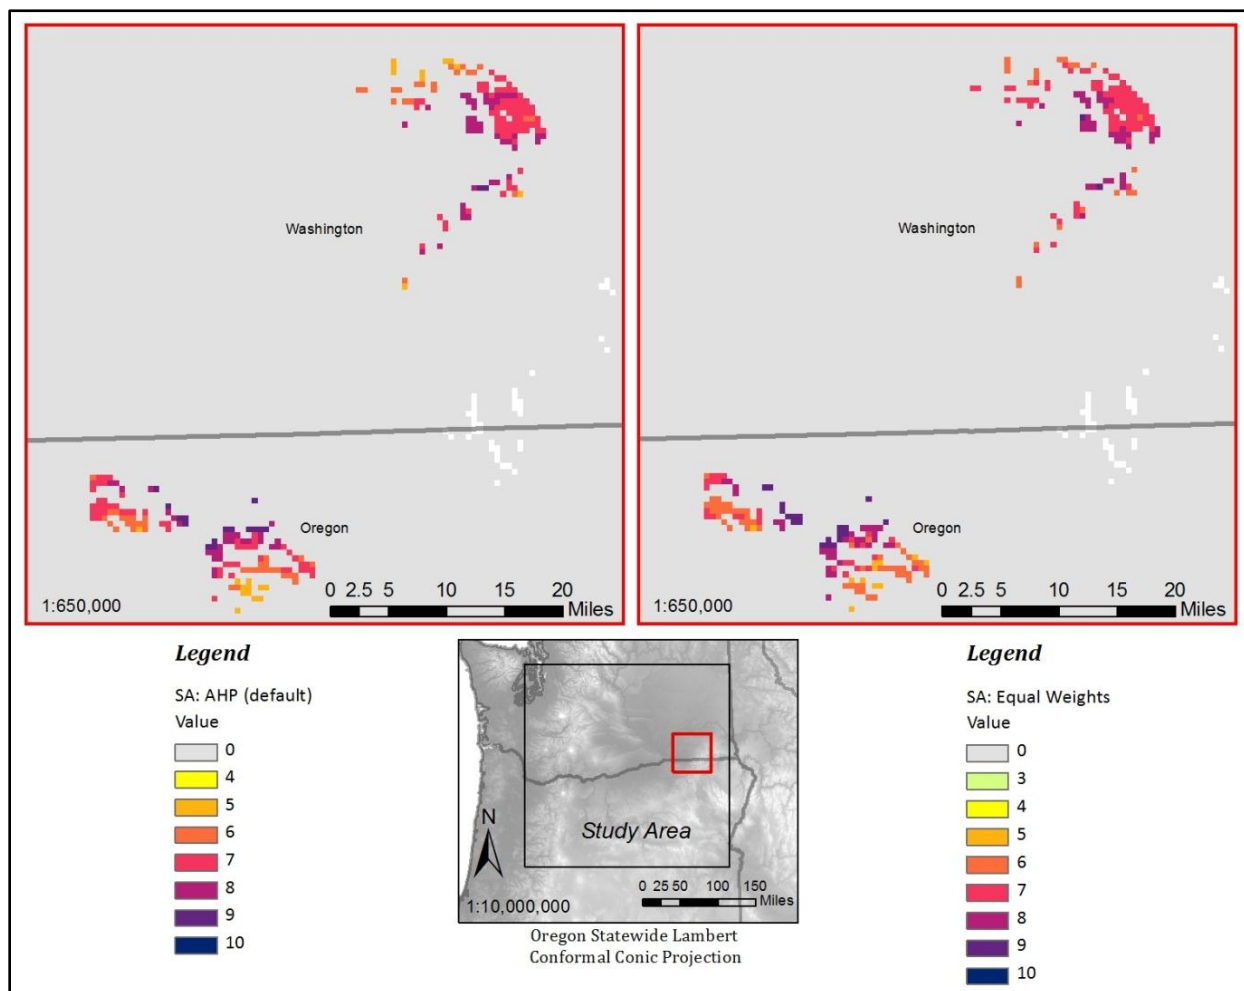 Washington
Oregon
0 2.5 5 10 15 20
Miles
1:650,000
Washington
Oregon
0 2.5 5 10 15 20
Miles
1:650,000
Legend
SA: AHP (default)
Value
0
4
5
6
7
8
9
10
N
Study Area
0 25 50 100 150
Miles
1:10,000,000
Oregon Statewide Lambert
Conformal Conic Projection
Legend
SA: Equal Weights
Value
0
3
4
5
6
7
8
9
10